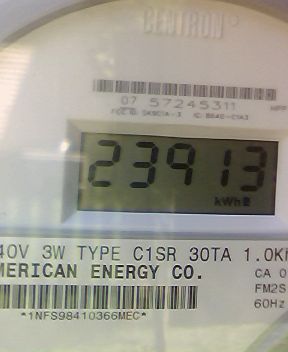 CENTRON
07 57245311
23913
kWh
40V 3W TYPE C1SR 30TA 1.0K
MERICAN ENERGY CO.
CA 0
FM2S
60Hz
*1NFS98410366MEC*